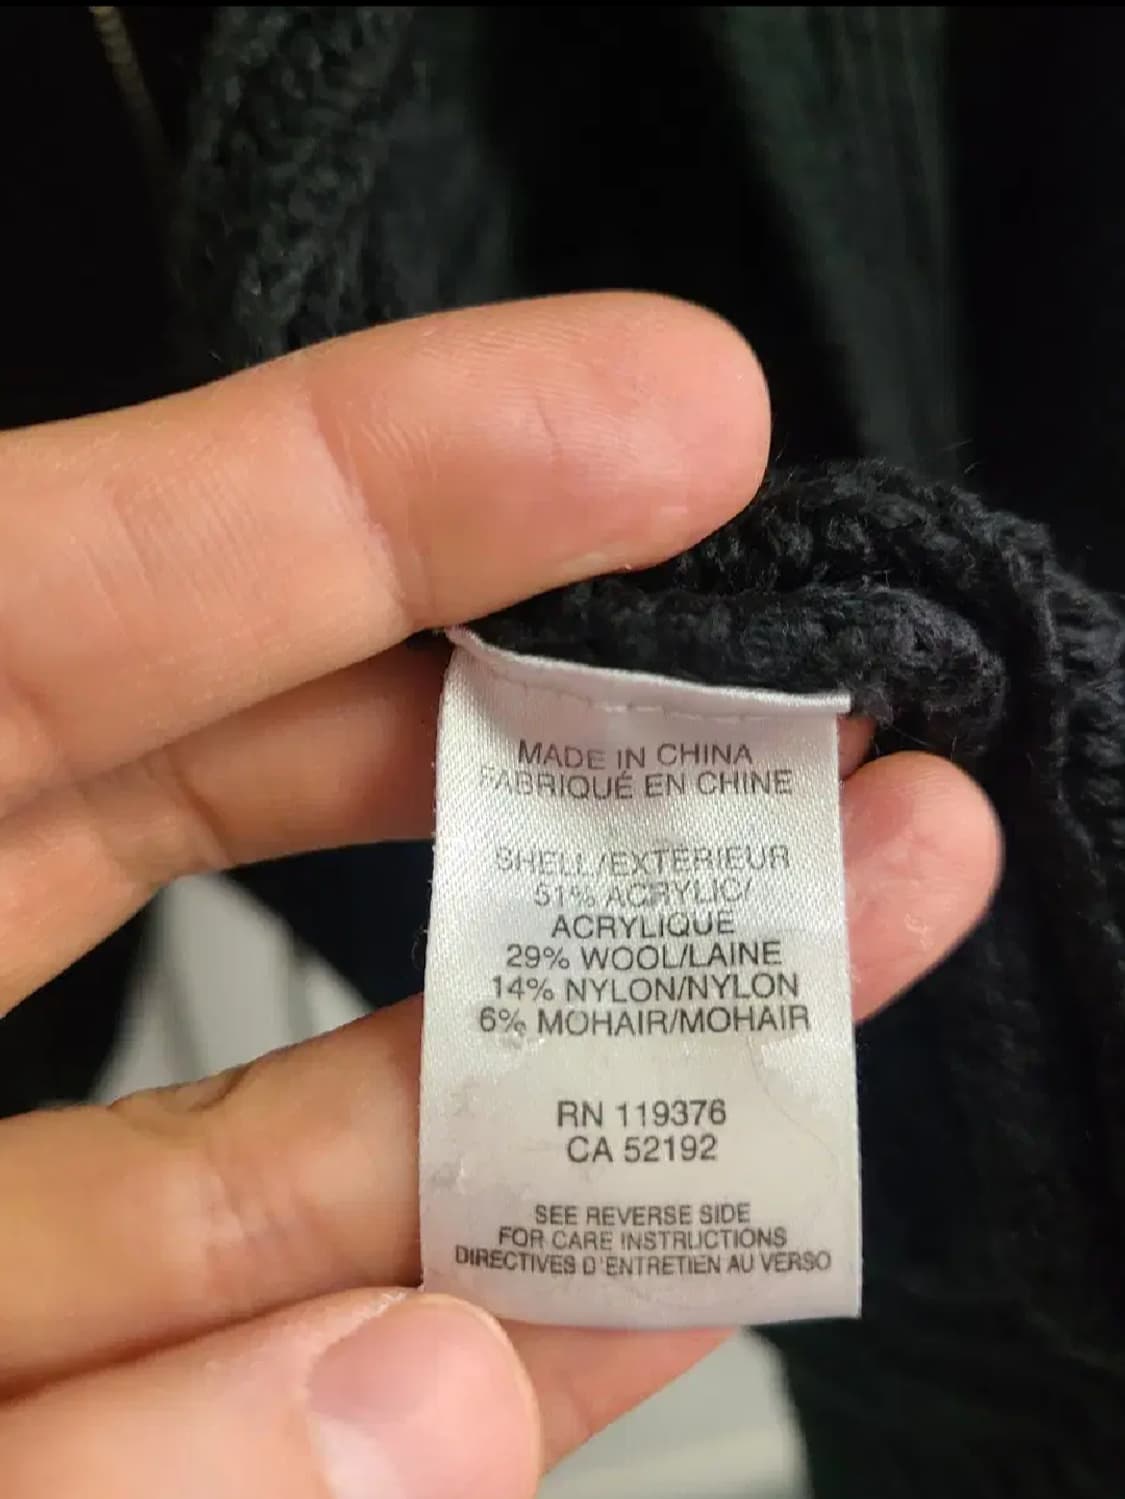 MADE IN CHINA
FABRIQUÉ EN CHINE
SHELL/EXTERIEUR
51% ACRYLIC/
ACRYLIQUE
29% WOOL/LAINE
14% NYLON/NYLON
6% MOHAIR/MOHAIR
RN 119376
CA 52192
SEE REVERSE SIDE
FOR CARE INSTRUCTIONS
DIRECTIVES D'ENTRETIEN AU VERSO